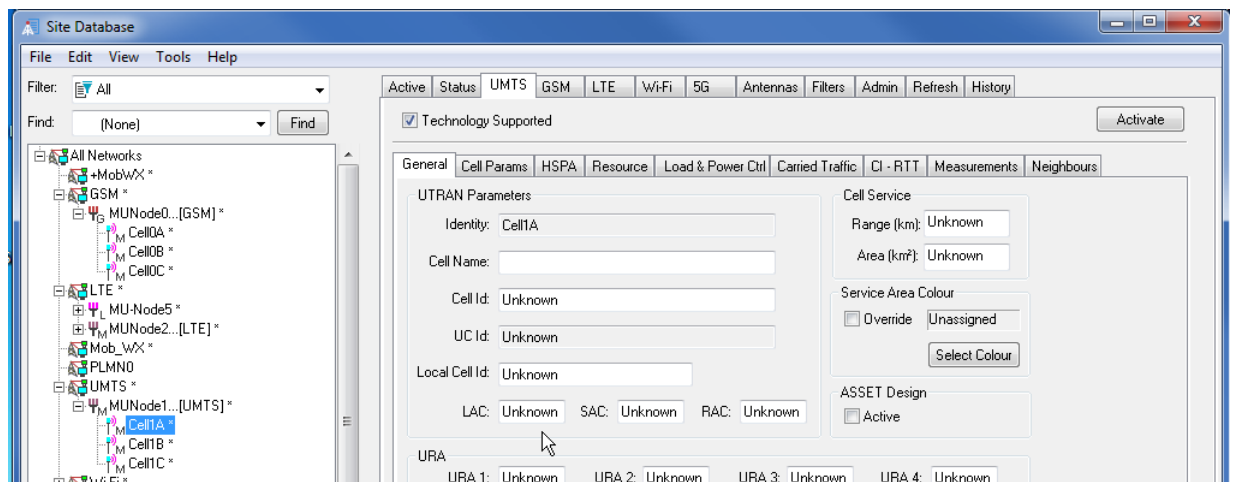 Site Database
File Edit View Tools Help
Filter: All
Find: (None) Find
All Networks
+MobWX *
GSM *
G MUNode0...[GSM] *
M Cell0A *
M Cell0B *
M Cell0C *
LTE *
L MU-Node5 *
M MUNode2...[LTE] *
Mob_WX *
PLMN0
UMTS *
M MUNode1...[UMTS] *
M Cell1A *
M Cell1B *
M Cell1C *
Wi-Fi *
Active Status UMTS GSM LTE Wi-Fi 5G Antennas Filters Admin Refresh History
Technology Supported Activate
General Cell Params HSPA Resource Load & Power Ctrl Carried Traffic CI - RTT Measurements Neighbours
UTRAN Parameters
Identity: Cell1A
Cell Name:
Cell Id: Unknown
UC Id: Unknown
Local Cell Id: Unknown
LAC: Unknown SAC: Unknown RAC: Unknown
Cell Service
Range (km): Unknown
Area (km²): Unknown
Service Area Colour
Override Unassigned
Select Colour
ASSET Design
Active
URA
URA 1: Unknown URA 2: Unknown URA 3: Unknown URA 4: Unknown